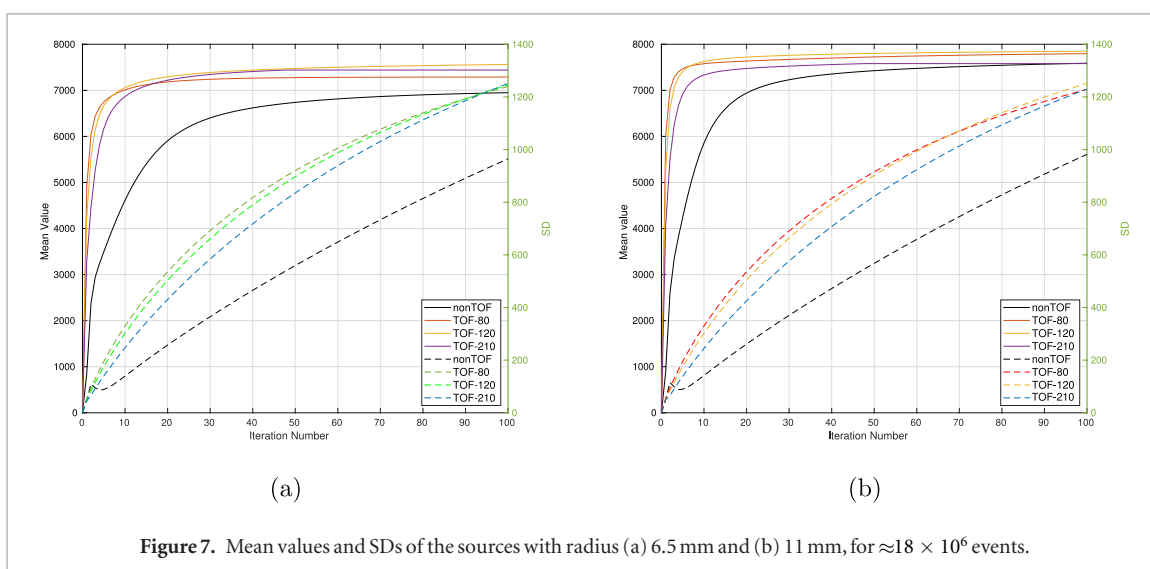 8000
7000
6000
5000
4000
3000
2000
1000
0
Mean Value
1400
1200
1000
800
600
400
200
0
SD
nonTOF
TOF-80
TOF-120
TOF-210
nonTOF
TOF-80
TOF-120
TOF-210
0 10 20 30 40 50 60 70 80 90 100
Iteration Number
(a)
8000
7000
6000
5000
4000
3000
2000
1000
0
Mean value
1400
1200
1000
800
600
400
200
0
SD
nonTOF
TOF-80
TOF-120
TOF-210
nonTOF
TOF-80
TOF-120
TOF-210
0 10 20 30 40 50 60 70 80 90 100
Iteration Number
(b)
Figure 7. Mean values and SDs of the sources with radius (a) 6.5 mm and (b) 11 mm, for ≈18 × 10⁶ events.